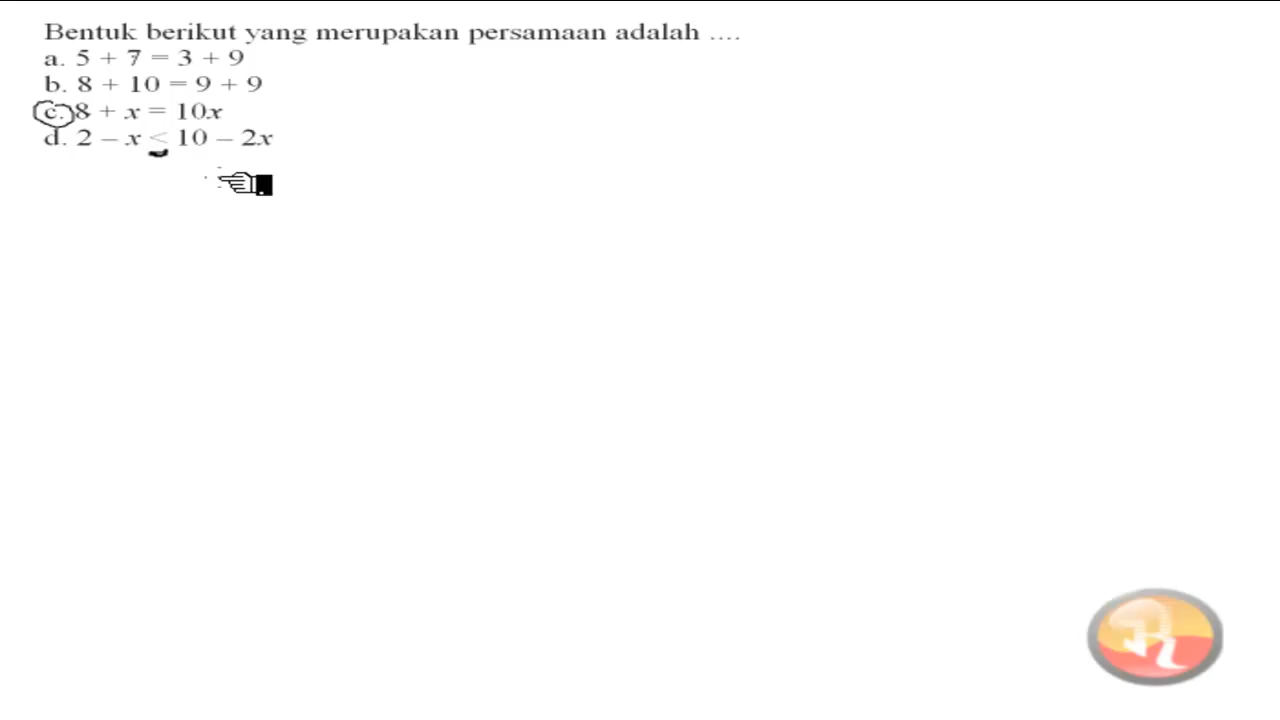 Bentuk berikut yang merupakan persamaan adalah ....
a. 5 + 7 = 3 + 9
b. 8 + 10 = 9 + 9
c. 8 + x = 10x
d. 2 – x < 10 – 2x